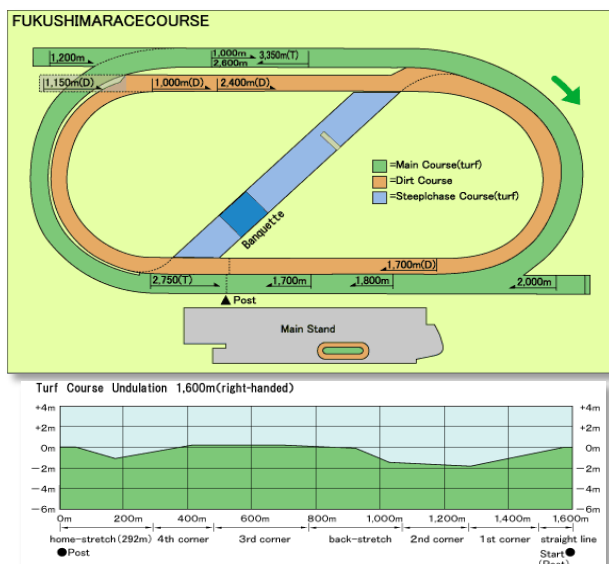 FUKUSHIMARACECOURSE
1,200m
1,000m
3,350m(T)
2,600m
1,150m(D)
1,000m(D)
2,400m(D)
=Main Course(turf)
=Dirt Course
=Steeplchase Course(turf)
Banquette
1,700m(D)
2,750(T)
1,700m
1,800m
2,000m
▲Post
Main Stand
Turf Course Undulation 1,600m(right-handed)
+4m
+4m
+2m
+2m
0m
0m
−2m
−2m
−4m
−4m
−6m
−6m
0m
200m
400m
600m
800m
1,000m
1,200m
1,400m
1,600m
home-stretch(292m)
4th corner
3rd corner
back-stretch
2nd corner
1st corner
straight line
●Post
Start●
(Post)